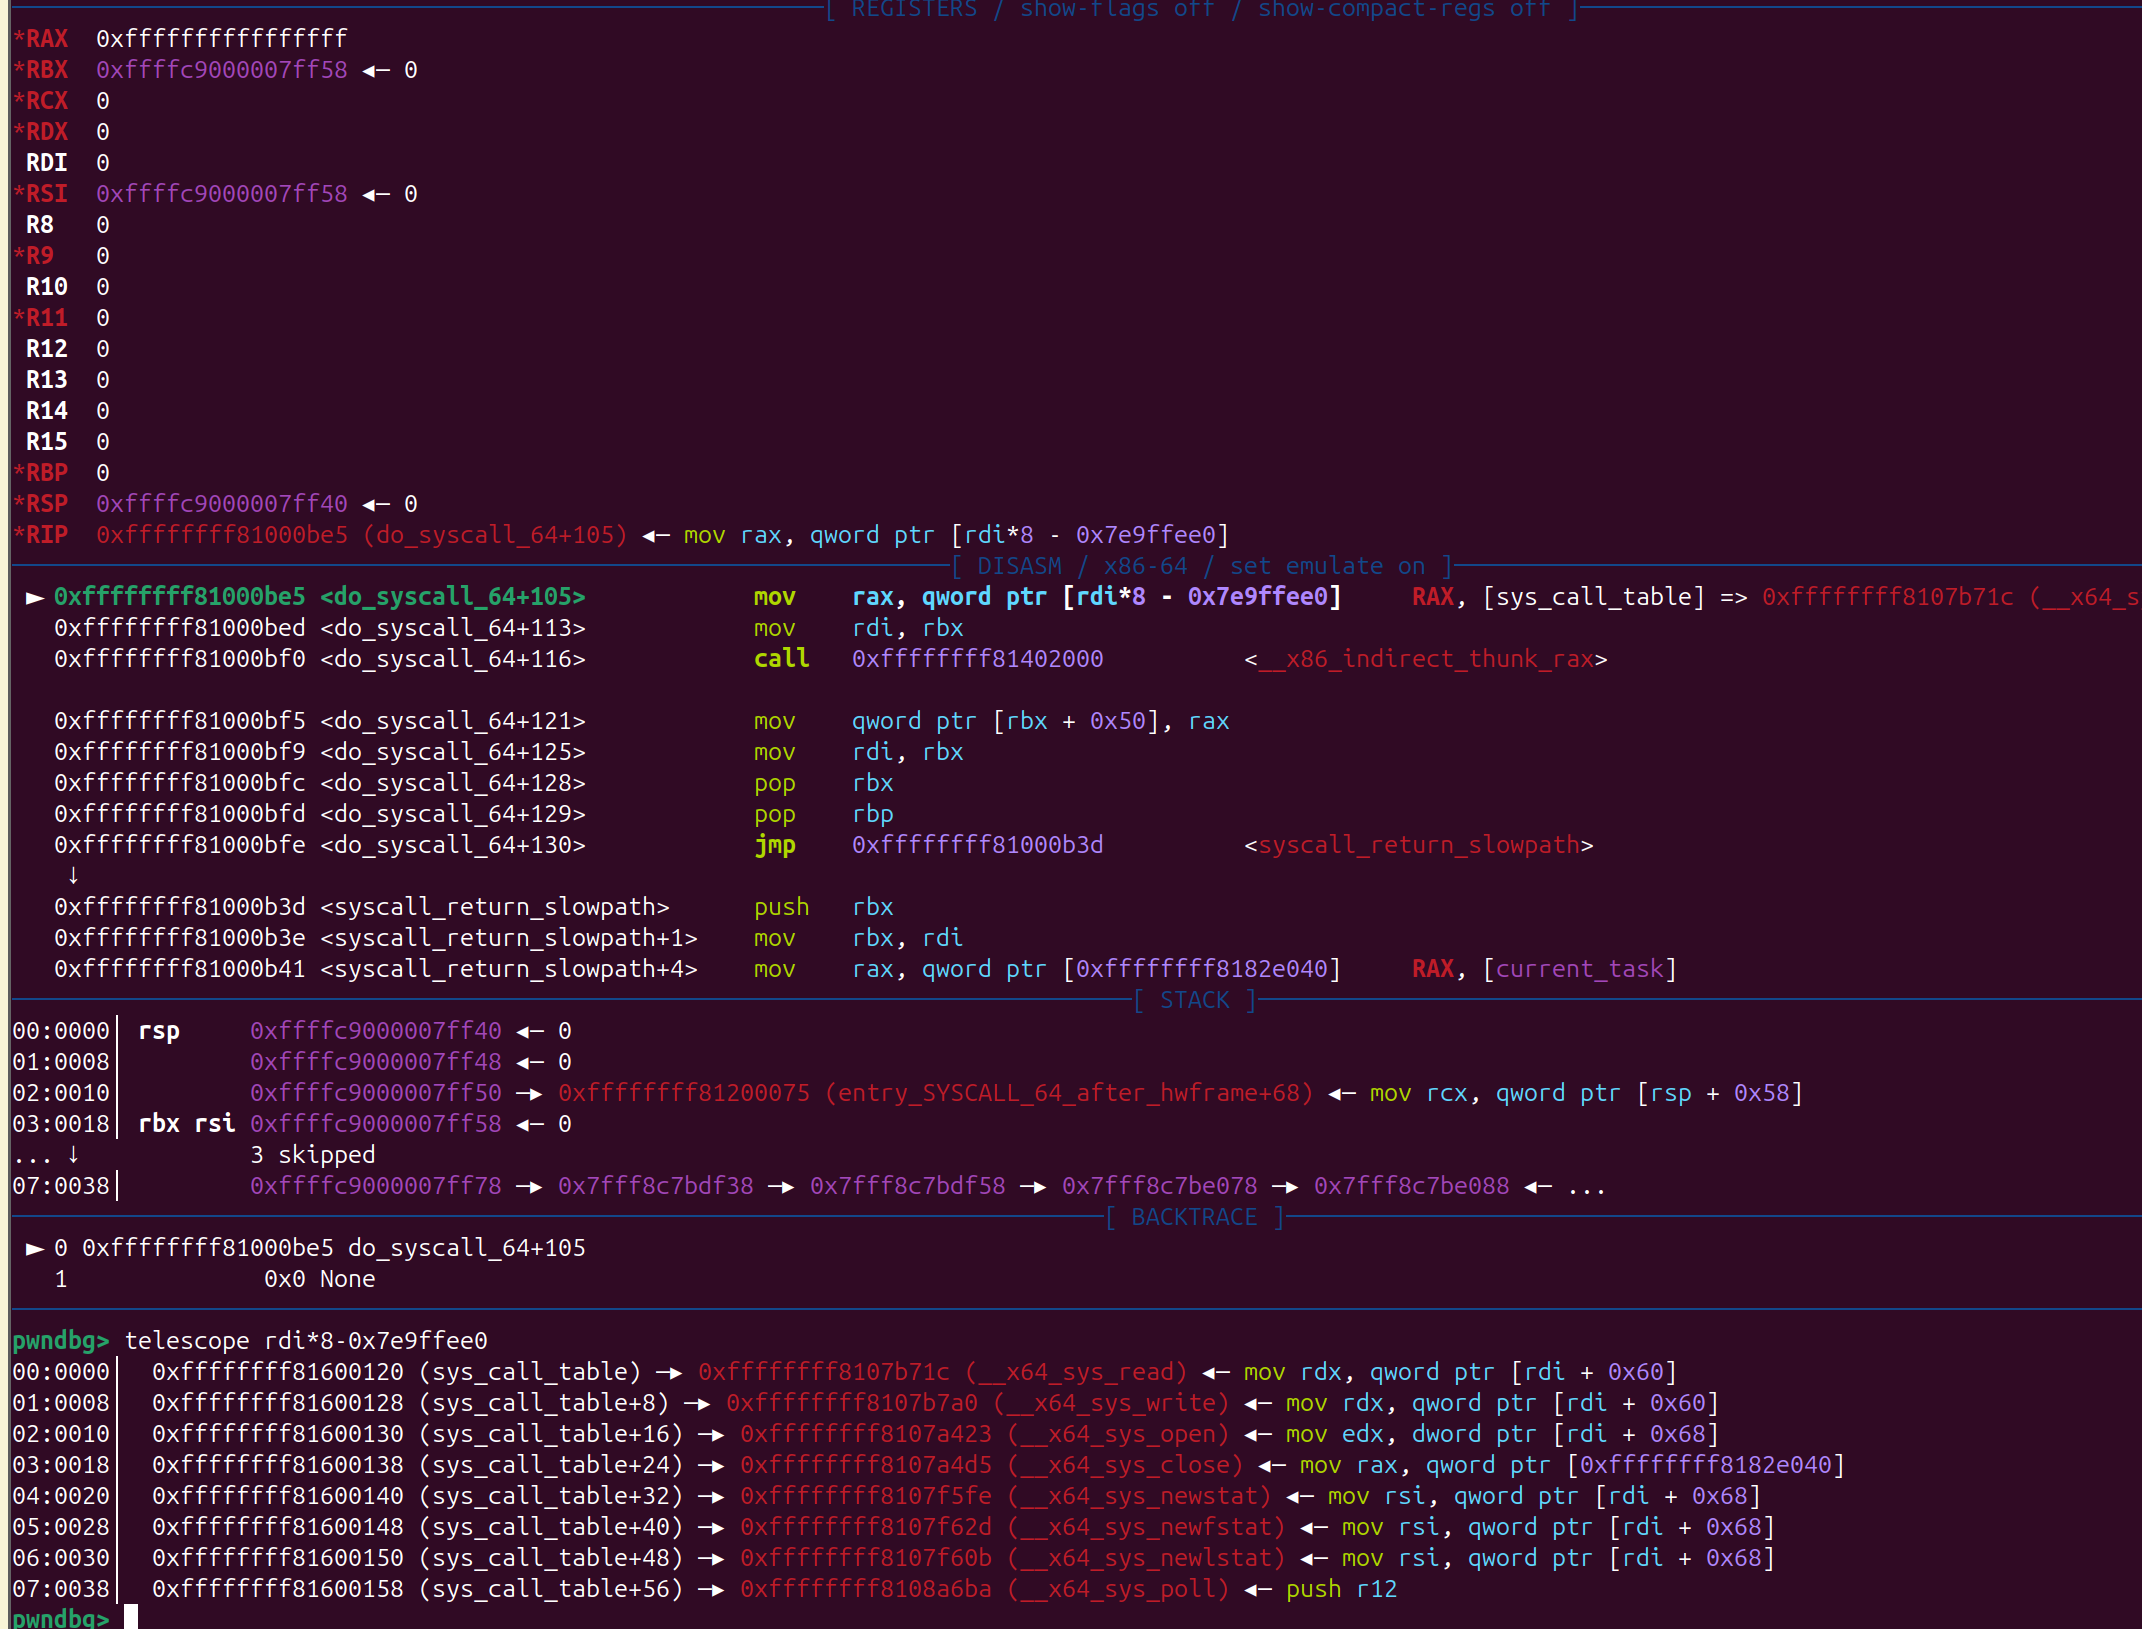 [ REGISTERS / show-flags off / show-compact-regs off ]
*RAX  0xffffffffffffffff
*RBX  0xffffc9000007ff58 ◂— 0
*RCX  0
*RDX  0
 RDI  0
*RSI  0xffffc9000007ff58 ◂— 0
 R8   0
*R9   0
 R10  0
*R11  0
 R12  0
 R13  0
 R14  0
 R15  0
*RBP  0
*RSP  0xffffc9000007ff40 ◂— 0
*RIP  0xffffffff81000be5 (do_syscall_64+105) ◂— mov rax, qword ptr [rdi*8 - 0x7e9ffee0]
[ DISASM / x86-64 / set emulate on ]
 ► 0xffffffff81000be5 <do_syscall_64+105>            mov    rax, qword ptr [rdi*8 - 0x7e9ffee0]     RAX, [sys_call_table] => 0xffffffff8107b71c (__x64_s
   0xffffffff81000bed <do_syscall_64+113>            mov    rdi, rbx
   0xffffffff81000bf0 <do_syscall_64+116>            call   0xffffffff81402000          <__x86_indirect_thunk_rax>
   0xffffffff81000bf5 <do_syscall_64+121>            mov    qword ptr [rbx + 0x50], rax
   0xffffffff81000bf9 <do_syscall_64+125>            mov    rdi, rbx
   0xffffffff81000bfc <do_syscall_64+128>            pop    rbx
   0xffffffff81000bfd <do_syscall_64+129>            pop    rbp
   0xffffffff81000bfe <do_syscall_64+130>            jmp    0xffffffff81000b3d          <syscall_return_slowpath>
    ↓
   0xffffffff81000b3d <syscall_return_slowpath>      push   rbx
   0xffffffff81000b3e <syscall_return_slowpath+1>    mov    rbx, rdi
   0xffffffff81000b41 <syscall_return_slowpath+4>    mov    rax, qword ptr [0xffffffff8182e040]     RAX, [current_task]
[ STACK ]
00:0000│ rsp     0xffffc9000007ff40 ◂— 0
01:0008│         0xffffc9000007ff48 ◂— 0
02:0010│         0xffffc9000007ff50 —▸ 0xffffffff81200075 (entry_SYSCALL_64_after_hwframe+68) ◂— mov rcx, qword ptr [rsp + 0x58]
03:0018│ rbx rsi 0xffffc9000007ff58 ◂— 0
... ↓            3 skipped
07:0038│         0xffffc9000007ff78 —▸ 0x7fff8c7bdf38 —▸ 0x7fff8c7bdf58 —▸ 0x7fff8c7be078 —▸ 0x7fff8c7be088 ◂— ...
[ BACKTRACE ]
 ► 0 0xffffffff81000be5 do_syscall_64+105
   1              0x0 None
pwndbg> telescope rdi*8-0x7e9ffee0
00:0000│  0xffffffff81600120 (sys_call_table) —▸ 0xffffffff8107b71c (__x64_sys_read) ◂— mov rdx, qword ptr [rdi + 0x60]
01:0008│  0xffffffff81600128 (sys_call_table+8) —▸ 0xffffffff8107b7a0 (__x64_sys_write) ◂— mov rdx, qword ptr [rdi + 0x60]
02:0010│  0xffffffff81600130 (sys_call_table+16) —▸ 0xffffffff8107a423 (__x64_sys_open) ◂— mov edx, dword ptr [rdi + 0x68]
03:0018│  0xffffffff81600138 (sys_call_table+24) —▸ 0xffffffff8107a4d5 (__x64_sys_close) ◂— mov rax, qword ptr [0xffffffff8182e040]
04:0020│  0xffffffff81600140 (sys_call_table+32) —▸ 0xffffffff8107f5fe (__x64_sys_newstat) ◂— mov rsi, qword ptr [rdi + 0x68]
05:0028│  0xffffffff81600148 (sys_call_table+40) —▸ 0xffffffff8107f62d (__x64_sys_newfstat) ◂— mov rsi, qword ptr [rdi + 0x68]
06:0030│  0xffffffff81600150 (sys_call_table+48) —▸ 0xffffffff8107f60b (__x64_sys_newlstat) ◂— mov rsi, qword ptr [rdi + 0x68]
07:0038│  0xffffffff81600158 (sys_call_table+56) —▸ 0xffffffff8108a6ba (__x64_sys_poll) ◂— push r12
pwndbg>